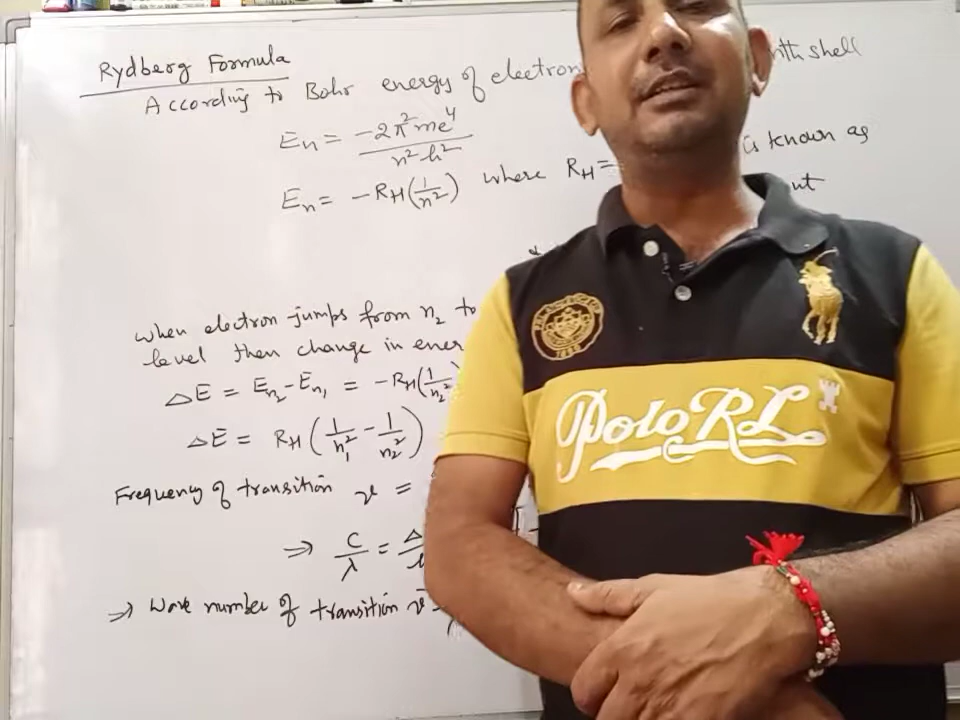 Rydberg Formula
According to Bohr energy of electron nth shell
En = -2π²me⁴ / n²h²
En = -RH(1/n²) where RH = is known as
when electron jumps from n₂ to
level then change in ener
ΔE = En₂ - En₁ = -RH(1/n₂²
ΔE = RH(1/n₁² - 1/n₂²)
Frequency of transition ν =
⇒ c/λ = Δ
⇒ Wave number of transition ν̄ =
Polo RL